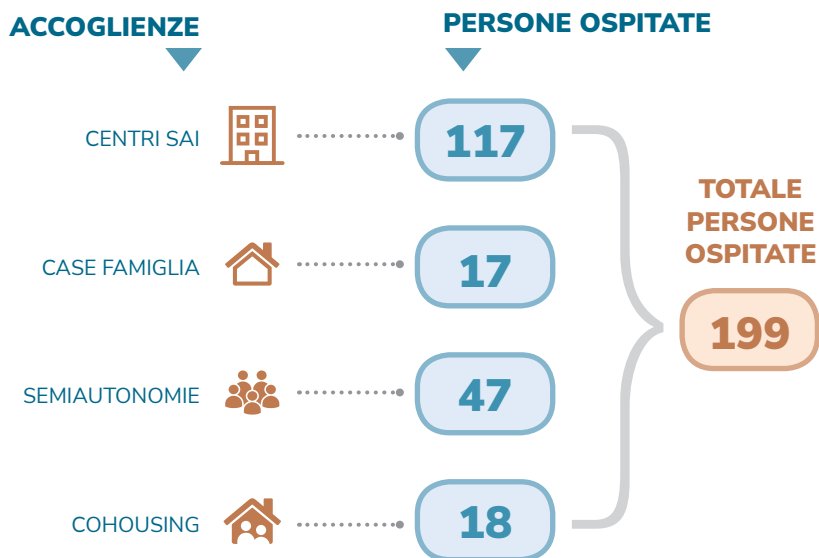 ACCOGLIENZE
PERSONE OSPITATE
CENTRI SAI
117
CASE FAMIGLIA
17
SEMIAUTONOMIE
47
COHOUSING
18
TOTALE
PERSONE
OSPITATE
199